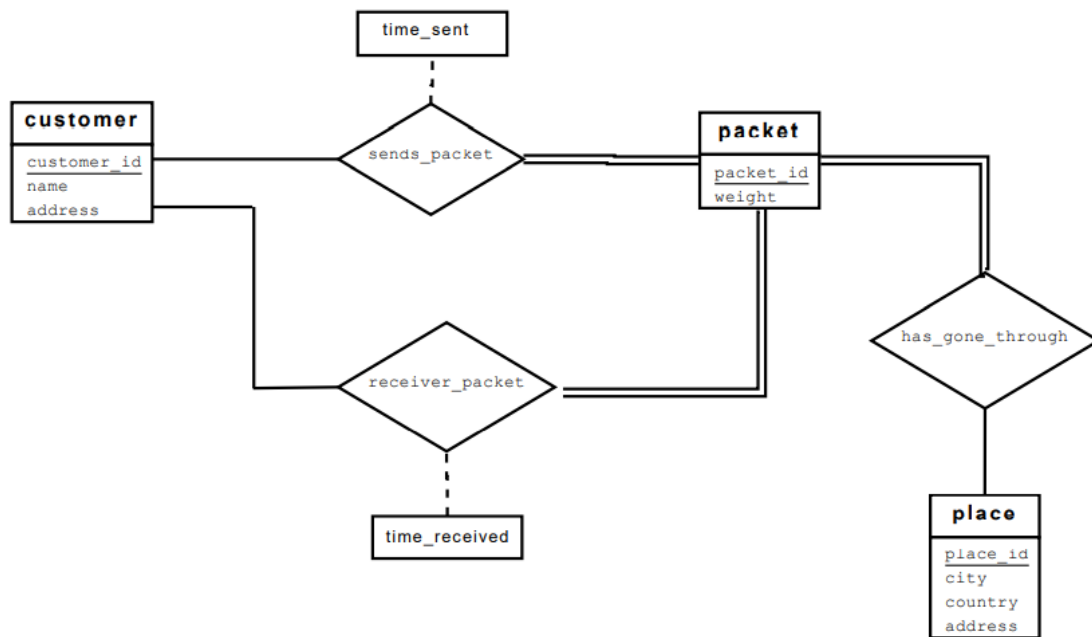 time_sent
customer
customer_id
name
address
sends_packet
packet
packet_id
weight
has_gone_through
receiver_packet
time_received
place
place_id
city
country
address